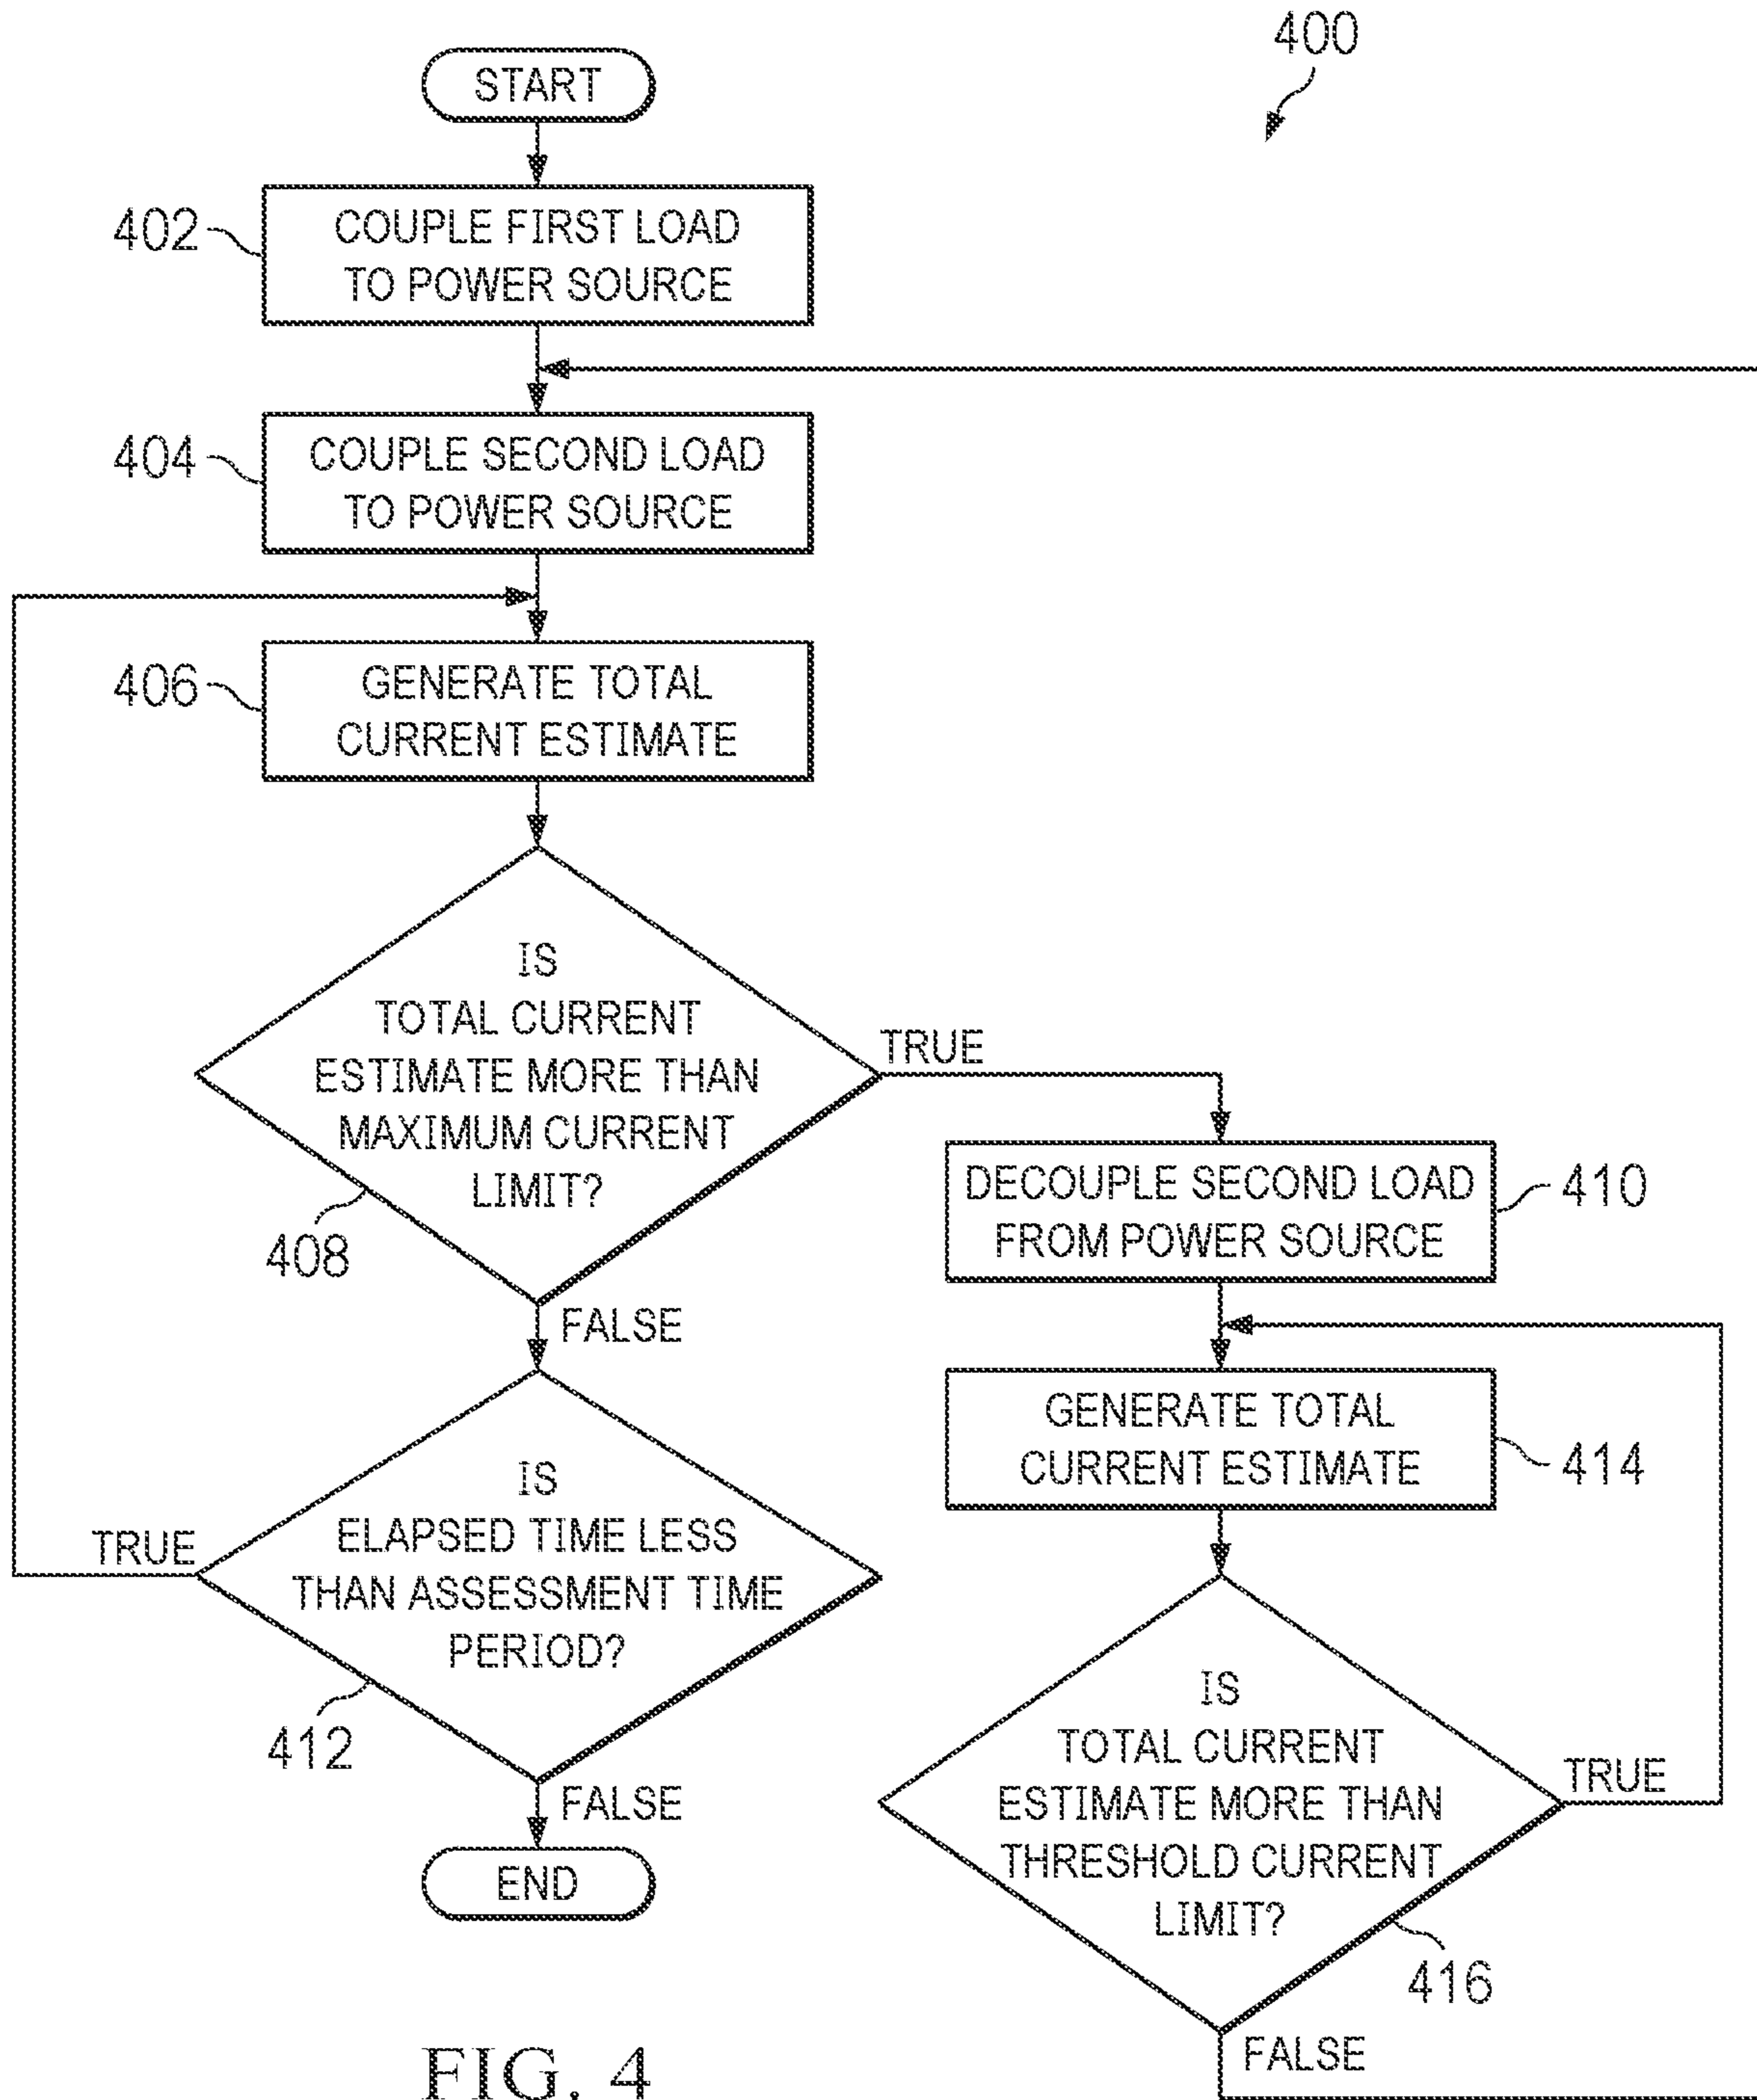 400
START
402
COUPLE FIRST LOAD
TO POWER SOURCE
404
COUPLE SECOND LOAD
TO POWER SOURCE
406
GENERATE TOTAL
CURRENT ESTIMATE
IS
TOTAL CURRENT
ESTIMATE MORE THAN
MAXIMUM CURRENT
LIMIT?
408
TRUE
FALSE
DECOUPLE SECOND LOAD
FROM POWER SOURCE
410
GENERATE TOTAL
CURRENT ESTIMATE
414
IS
ELAPSED TIME LESS
THAN ASSESSMENT TIME
PERIOD?
412
TRUE
FALSE
END
IS
TOTAL CURRENT
ESTIMATE MORE THAN
THRESHOLD CURRENT
LIMIT?
416
TRUE
FALSE
FIG. 4